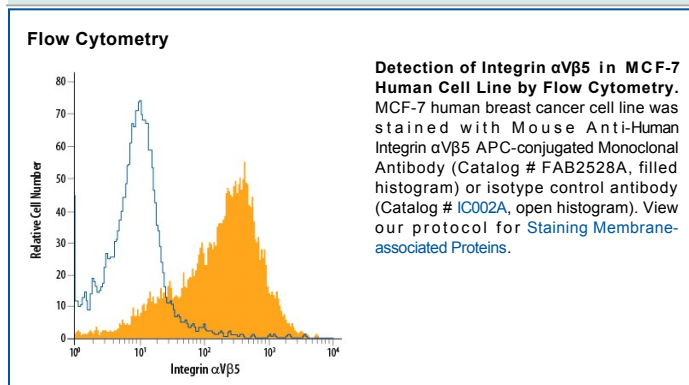 Flow Cytometry
80
70
60
50
40
30
20
10
0
Relative Cell Number
10⁰ 10¹ 10² 10³ 10⁴
Integrin αVβ5
Detection of Integrin αVβ5 in MCF-7
Human Cell Line by Flow Cytometry.
MCF-7 human breast cancer cell line was
stained with Mouse Anti-Human
Integrin αVβ5 APC-conjugated Monoclonal
Antibody (Catalog # FAB2528A, filled
histogram) or isotype control antibody
(Catalog # IC002A, open histogram). View
our protocol for Staining Membrane-
associated Proteins.